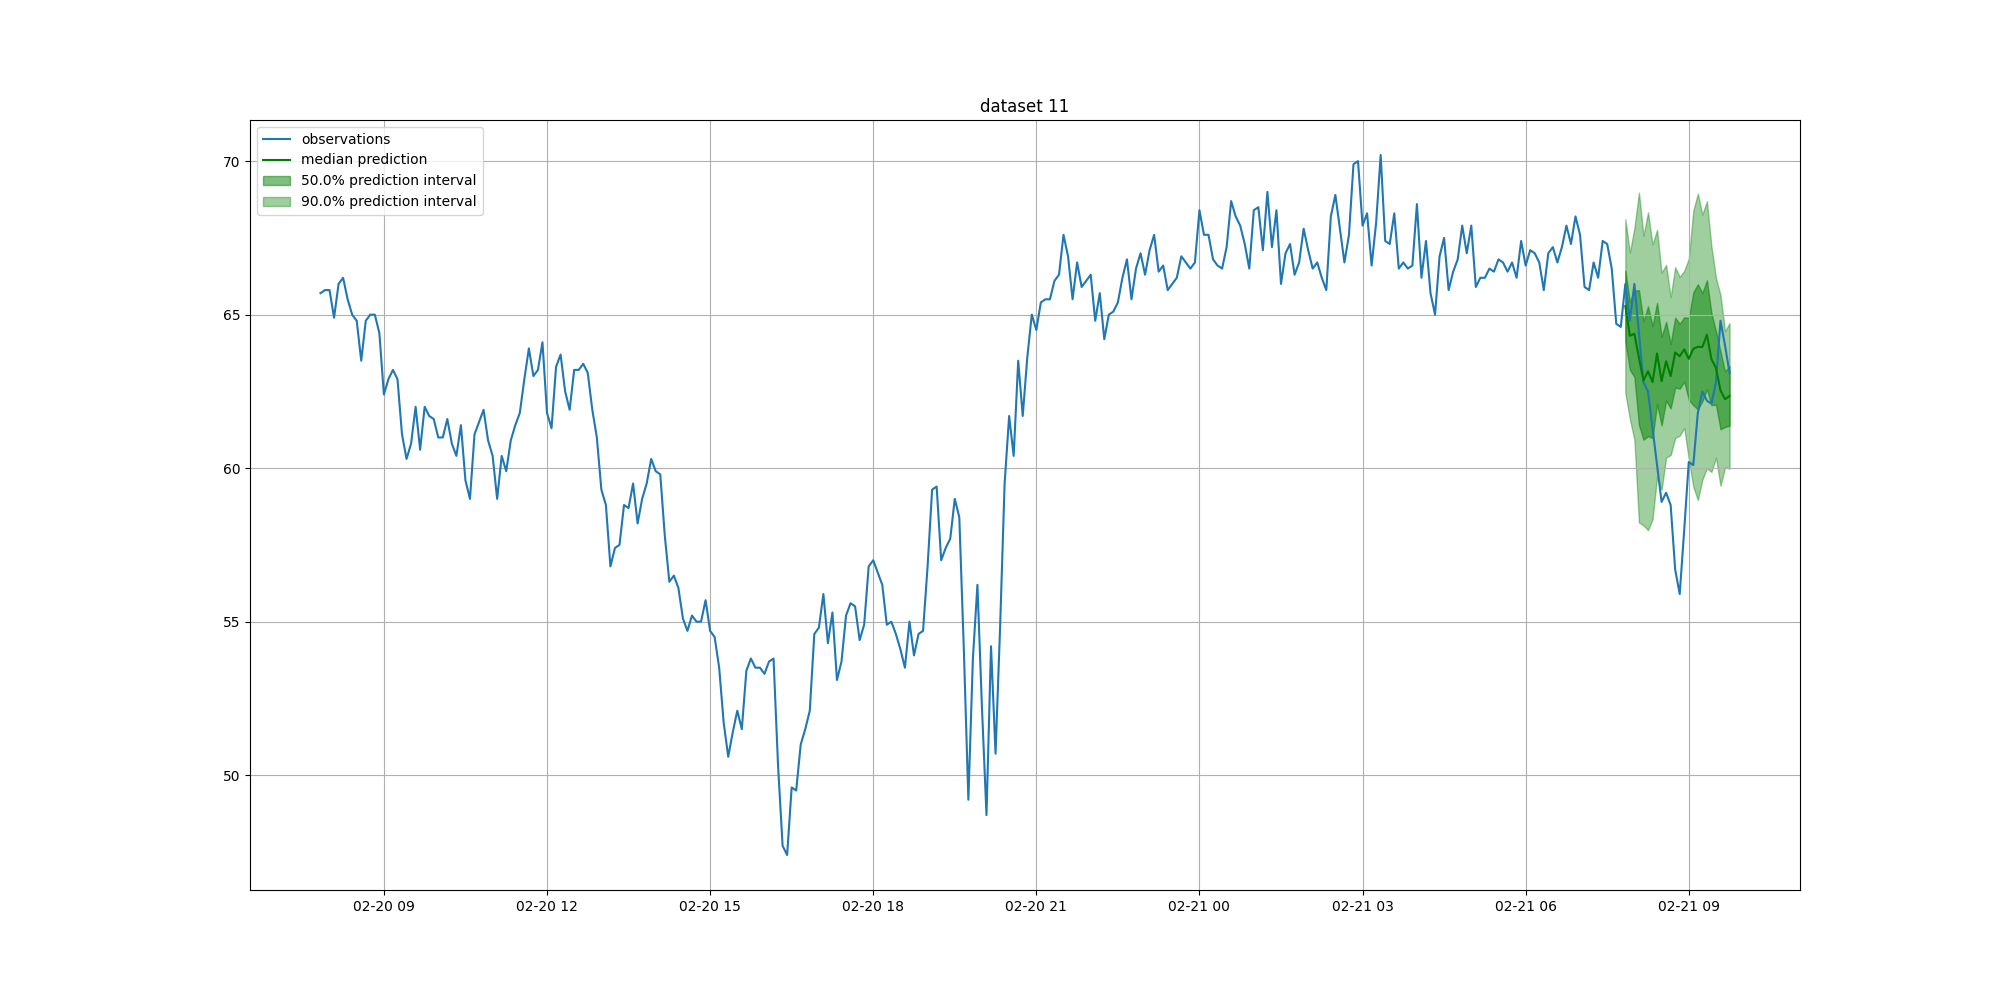 dataset 11
observations
median prediction
50.0% prediction interval
90.0% prediction interval
70
65
60
55
50
02-20 09
02-20 12
02-20 15
02-20 18
02-20 21
02-21 00
02-21 03
02-21 06
02-21 09